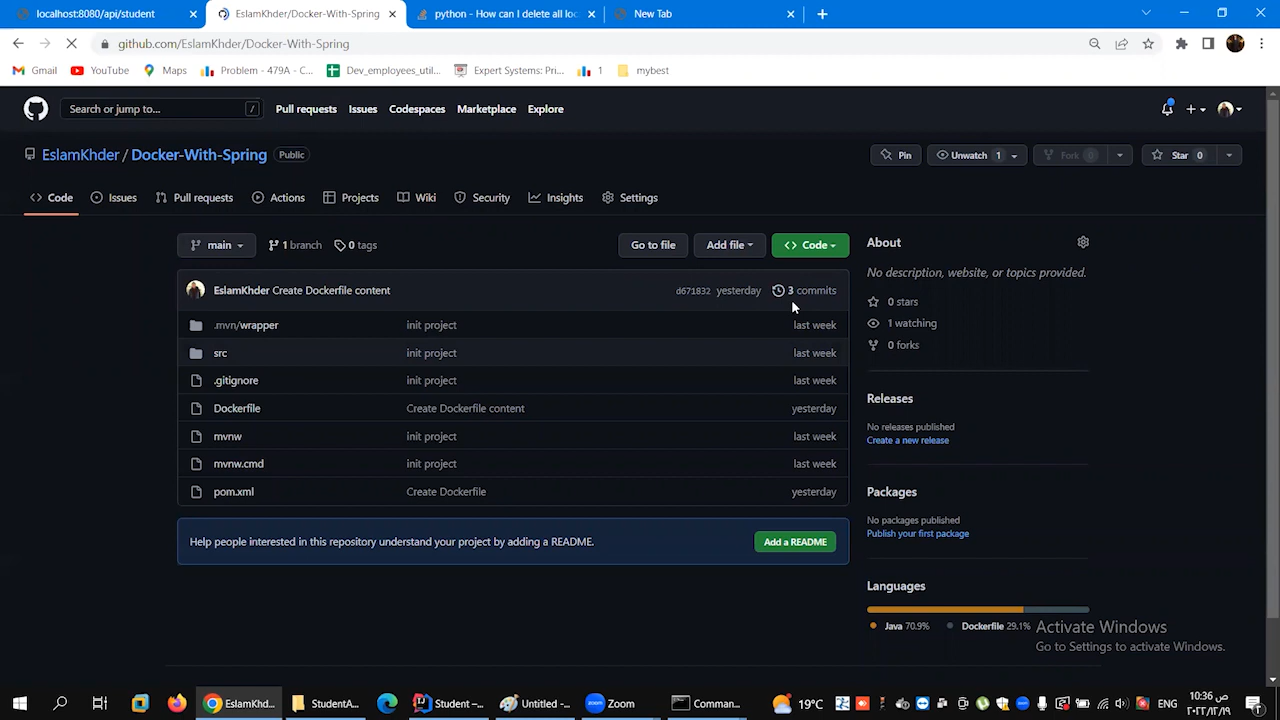 localhost:8080/api/student
EslamKhder/Docker-With-Spring
python - How can I delete all loc
New Tab
github.com/EslamKhder/Docker-With-Spring
Gmail
YouTube
Maps
Problem - 479A - C...
Dev_employees_util...
Expert Systems: Pri...
1
mybest
Search or jump to...
/
Pull requests
Issues
Codespaces
Marketplace
Explore
EslamKhder / Docker-With-Spring
Public
Pin
Unwatch 1
Fork 0
Star 0
Code
Issues
Pull requests
Actions
Projects
Wiki
Security
Insights
Settings
main
1 branch
0 tags
Go to file
Add file
Code
About
No description, website, or topics provided.
EslamKhder Create Dockerfile content
d671832 yesterday
3 commits
0 stars
1 watching
0 forks
.mvn/wrapper init project last week
src init project last week
.gitignore init project last week
Dockerfile Create Dockerfile content yesterday
mvnw init project last week
mvnw.cmd init project last week
pom.xml Create Dockerfile yesterday
Releases
No releases published
Create a new release
Packages
No packages published
Publish your first package
Help people interested in this repository understand your project by adding a README.
Add a README
Languages
Java 70.9%
Dockerfile 29.1%
Activate Windows
Go to Settings to activate Windows.
EslamKhd...
StudentA...
Student –...
Untitled -...
Zoom
Comman...
19°C
ص 10:36
٢٠٢٢/١٢/١٩